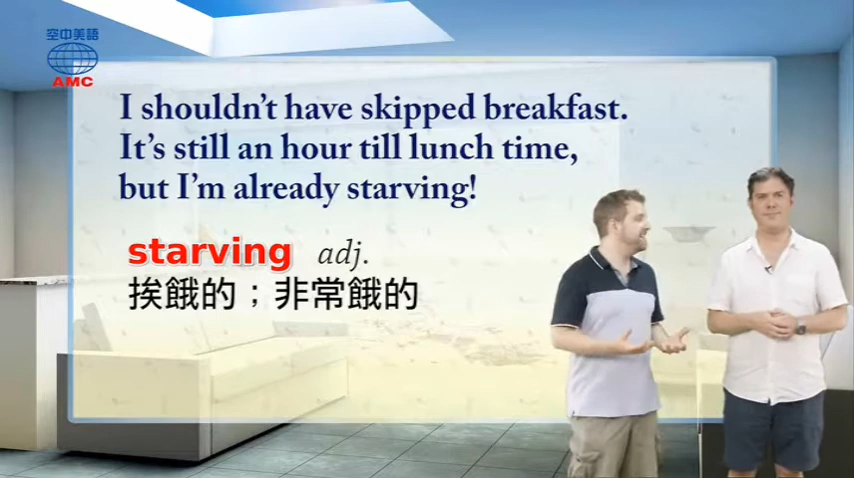 空中美語
AMC
I shouldn't have skipped breakfast.
It's still an hour till lunch time,
but I'm already starving!
starving adj.
挨餓的；非常餓的